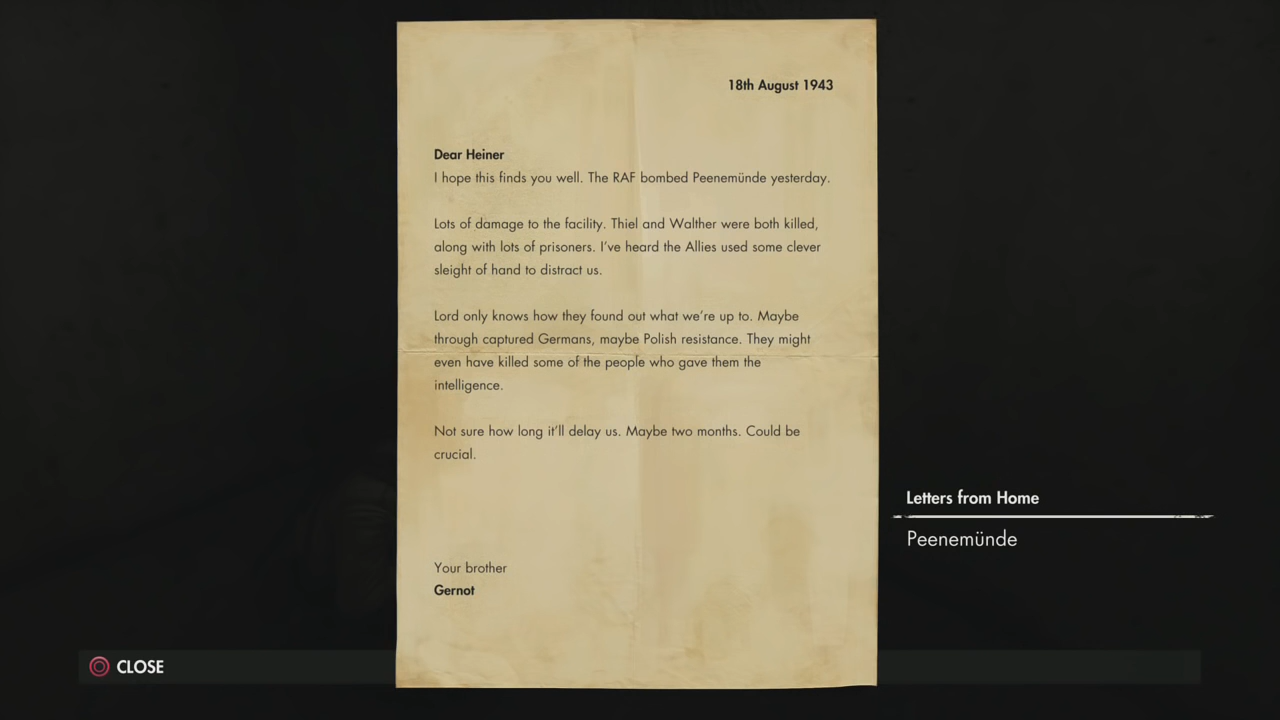 18th August 1943
Dear Heiner
I hope this finds you well. The RAF bombed Peenemünde yesterday.
Lots of damage to the facility. Thiel and Walther were both killed,
along with lots of prisoners. I've heard the Allies used some clever
sleight of hand to distract us.
Lord only knows how they found out what we're up to. Maybe
through captured Germans, maybe Polish resistance. They might
even have killed some of the people who gave them the
intelligence.
Not sure how long it'll delay us. Maybe two months. Could be
crucial.
Your brother
Gernot
Letters from Home
Peenemünde
CLOSE